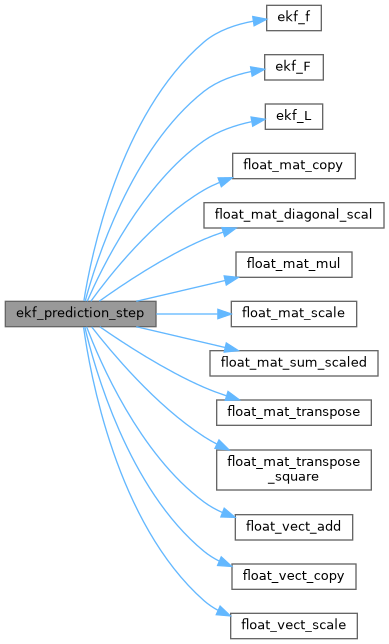 ekf_f
ekf_F
ekf_L
float_mat_copy
float_mat_diagonal_scal
float_mat_mul
ekf_prediction_step
float_mat_scale
float_mat_sum_scaled
float_mat_transpose
float_mat_transpose
_square
float_vect_add
float_vect_copy
float_vect_scale